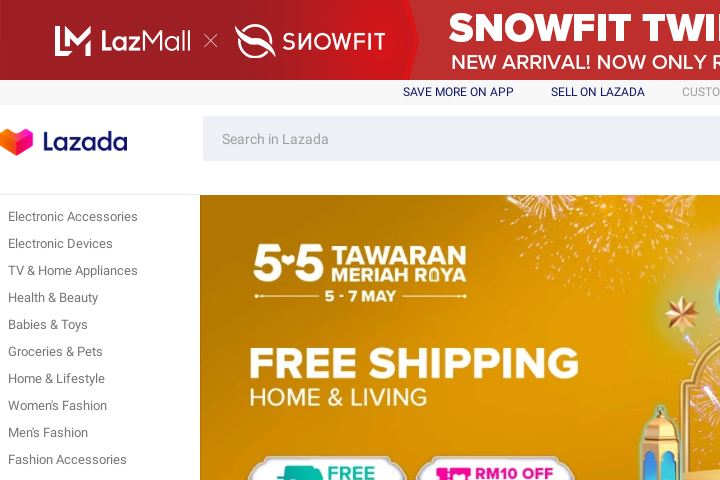 LazMall × SNOWFIT
SNOWFIT
NEW ARRIVAL! NOW ONLY
SAVE MORE ON APP
SELL ON LAZADA
Lazada
Search in Lazada
Electronic Accessories
Electronic Devices
TV & Home Appliances
Health & Beauty
Babies & Toys
Groceries & Pets
Home & Lifestyle
Women's Fashion
Men's Fashion
Fashion Accessories
5.5 TAWARAN
MERIAH RAYA
5 - 7 MAY
FREE SHIPPING
HOME & LIVING
FREE
RM10 OFF